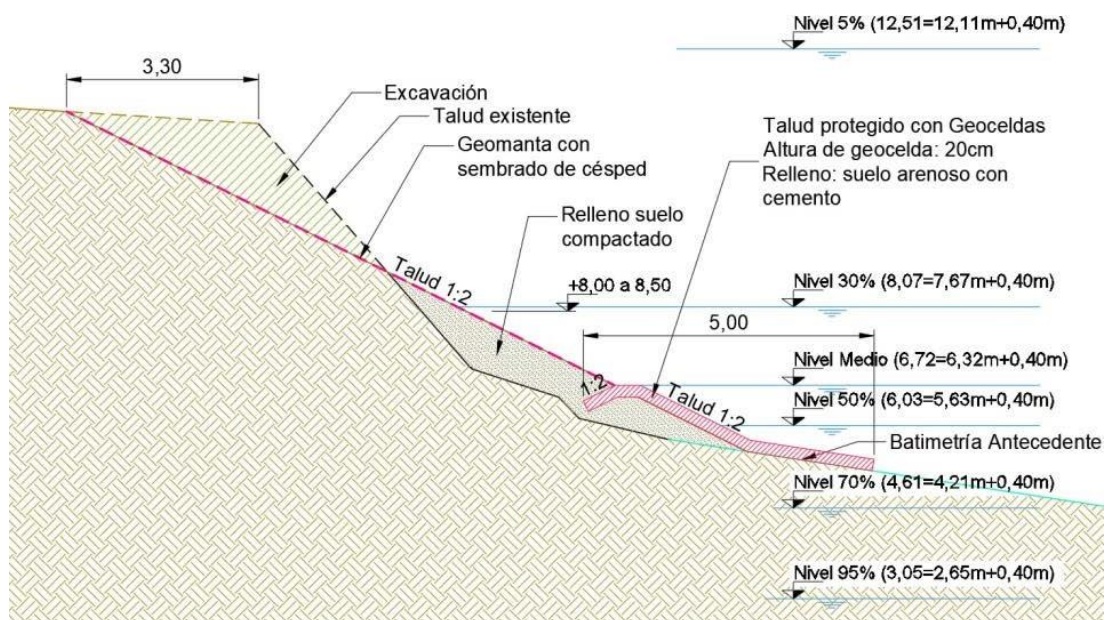 Nivel 5% (12,51=12,11m+0,40m)
3,30
Excavación
Talud existente
Geomanta con
sembrado de césped
Talud protegido con Geoceldas
Altura de geocelda: 20cm
Relleno: suelo arenoso con
cemento
Relleno suelo
compactado
Talud 1:2
+8,00 a 8,50
Nivel 30% (8,07=7,67m+0,40m)
5,00
Nivel Medio (6,72=6,32m+0,40m)
1:2
Talud 1:2
Nivel 50% (6,03=5,63m+0,40m)
Batimetría Antecedente
Nivel 70% (4,61=4,21m+0,40m)
Nivel 95% (3,05=2,65m+0,40m)